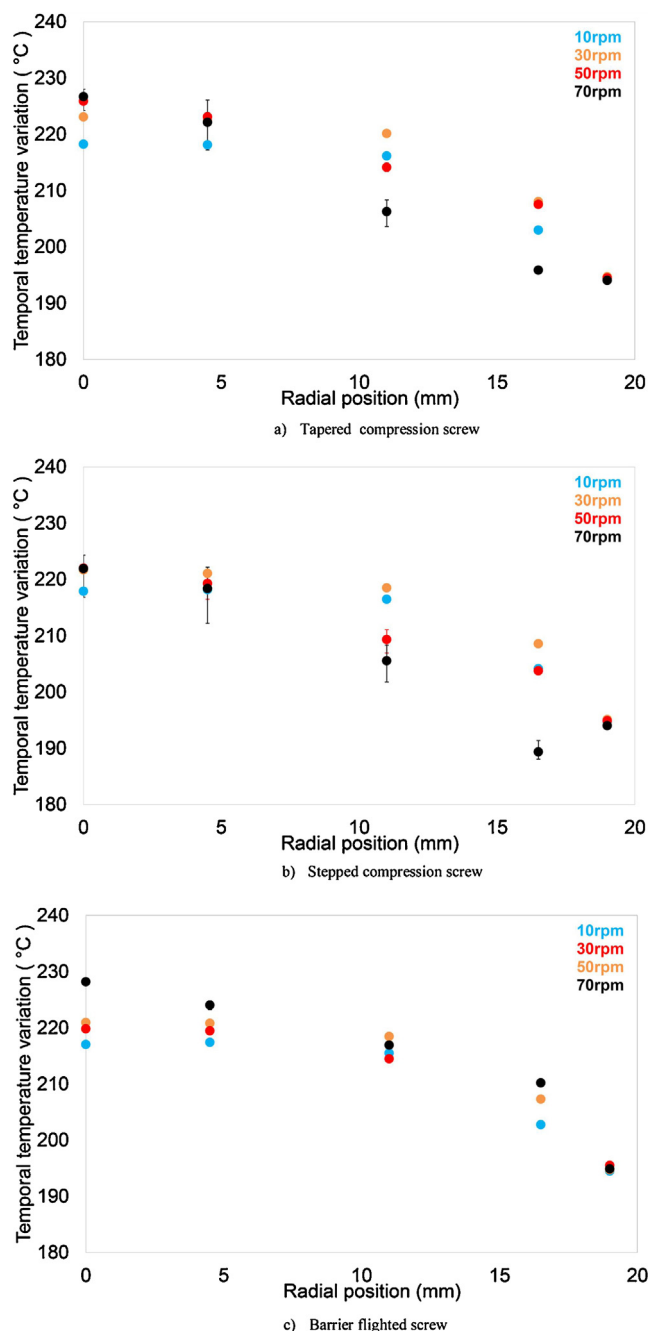 240
10rpm
230
30rpm
50rpm
220
70rpm
210
200
190
180
Temporal temperature variation ( °C)
0
5
10
15
20
Radial position (mm)
a) Tapered compression screw
240
10rpm
230
30rpm
50rpm
220
70rpm
210
200
190
180
Temporal temperature variation ( °C)
0
5
10
15
20
Radial position (mm)
b) Stepped compression screw
240
10rpm
230
30rpm
50rpm
220
70rpm
210
200
190
180
Temporal temperature variation ( °C)
0
5
10
15
20
Radial position (mm)
c) Barrier flighted screw